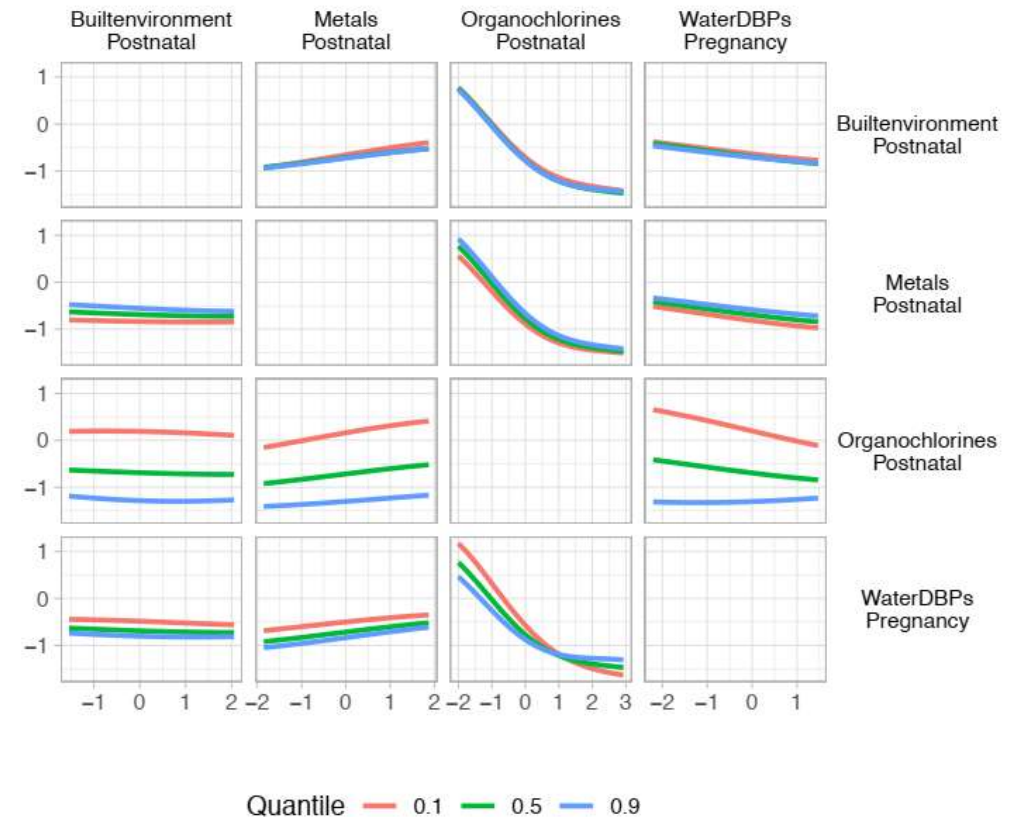 Builtenvironment
Postnatal
Metals
Postnatal
Organochlorines
Postnatal
WaterDBPs
Pregnancy
1
0
−1
Builtenvironment
Postnatal
1
0
−1
Metals
Postnatal
1
0
−1
Organochlorines
Postnatal
1
0
−1
WaterDBPs
Pregnancy
−1 0 1 2 −2 −1 0 1 2 −2 −1 0 1 2 3 −2 −1 0 1
Quantile 0.1 0.5 0.9